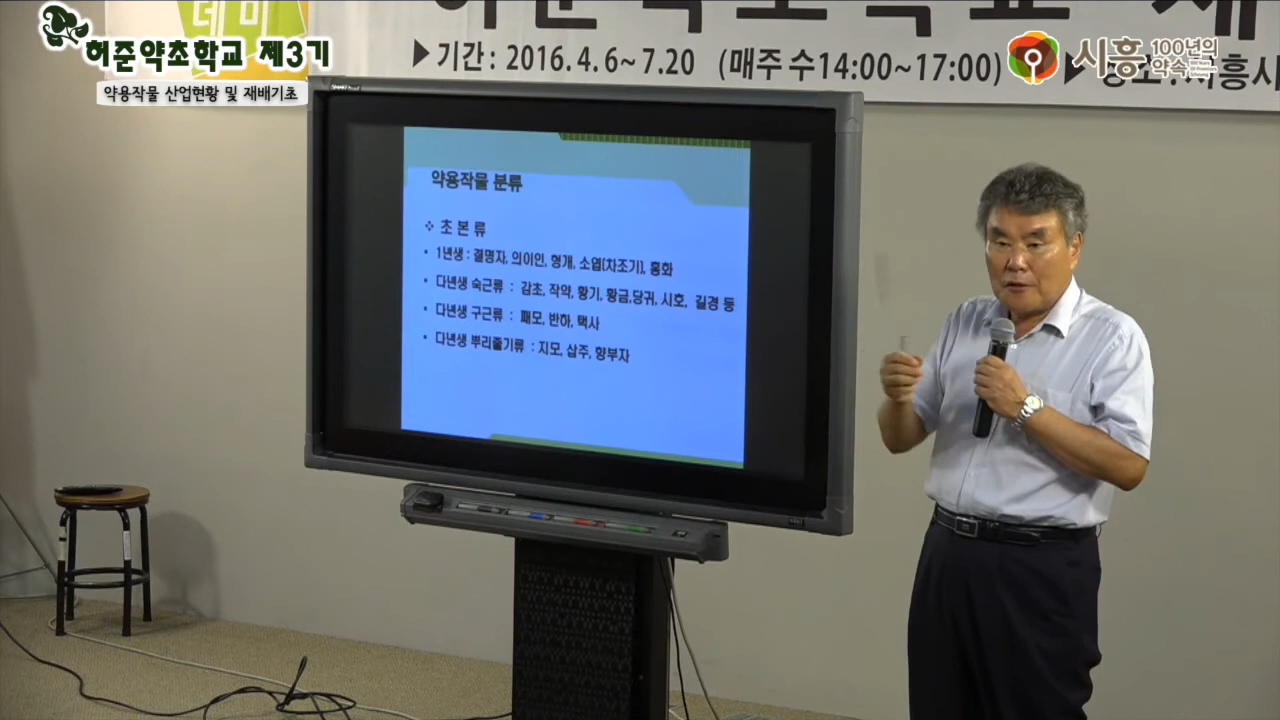 허준약초학교 제3기
약용작물 산업현황 및 재배기초
▶기간: 2016.4.6~7.20 (매주 수14:00~17:00)
시흥 100년의 약속
약용작물 분류
❖ 초 본 류
• 1년생 : 결명자, 의이인, 형개, 소엽(차조기), 홍화
• 다년생 숙근류 : 감초, 작약, 황기, 황금,당귀, 시호, 길경 등
• 다년생 구근류 : 패모, 반하, 택사
• 다년생 뿌리줄기류 : 지모, 삽주, 향부자